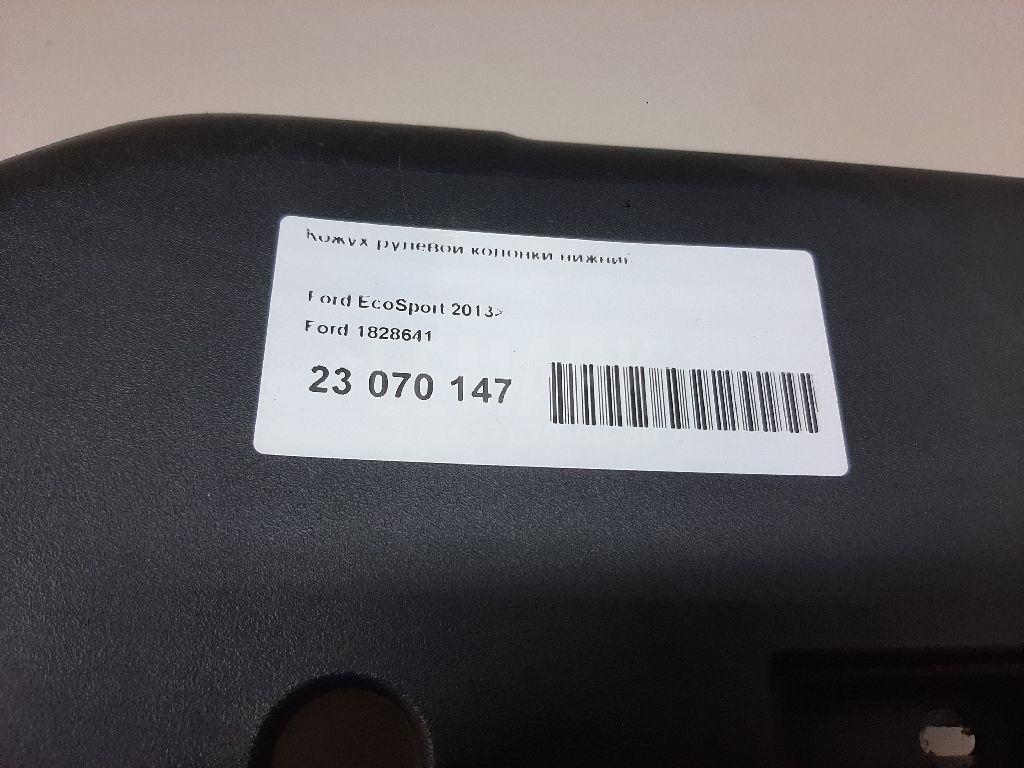 Кожух рулевой колонки нижний
Ford EcoSport 2013>
Ford 1828641
23 070 147